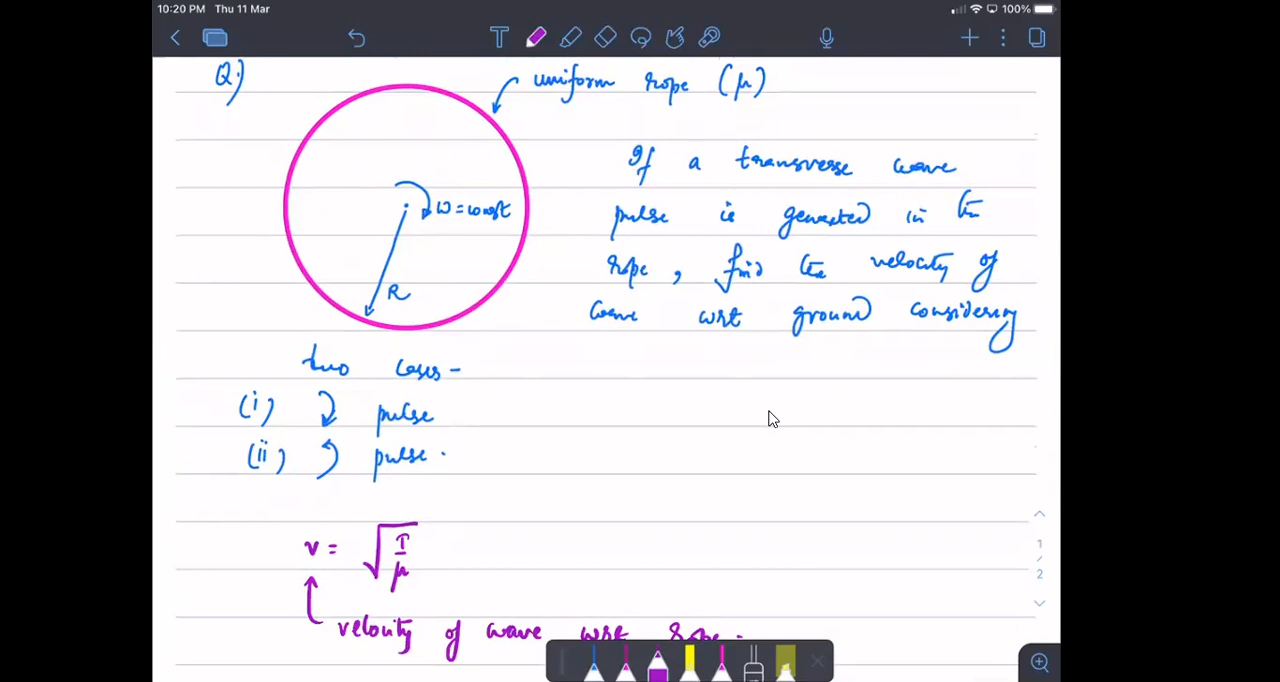 10:20 PM Thu 11 Mar
100%
T
Q:)
uniform rope (μ)
If a transverse wave
pulse is generated in the
rope, find the velocity of
wave wrt ground considering
ω = const
R
two cases -
(i) pulse
(ii) pulse.
v = √(T/μ)
velocity of wave wrt rope.
1
/
2